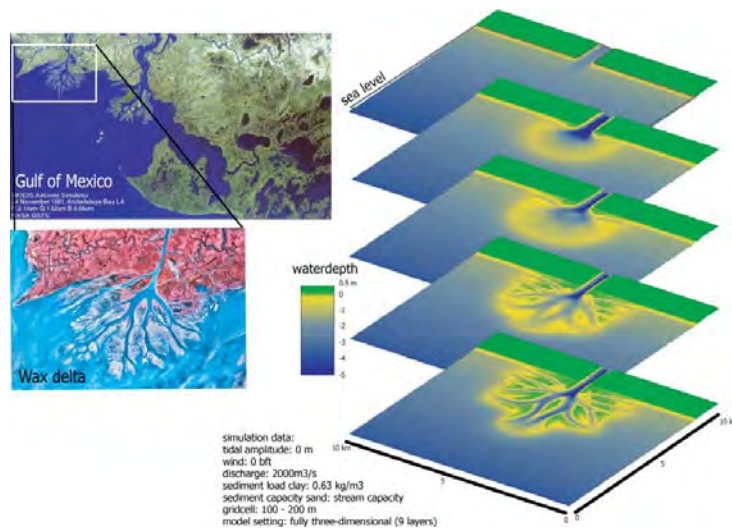 sea level
Gulf of Mexico
Wax delta
waterdepth
0.5 m
0
-1
-2
-3
-4
-5
10 km
5
0
0
5
10 km
simulation data:
tidal amplitude: 0 m
wind: 0 bft
discharge: 2000m3/s
sediment load clay: 0.63 kg/m3
sediment capacity sand: stream capacity
gridcell: 100 - 200 m
model setting: fully three-dimensional (9 layers)